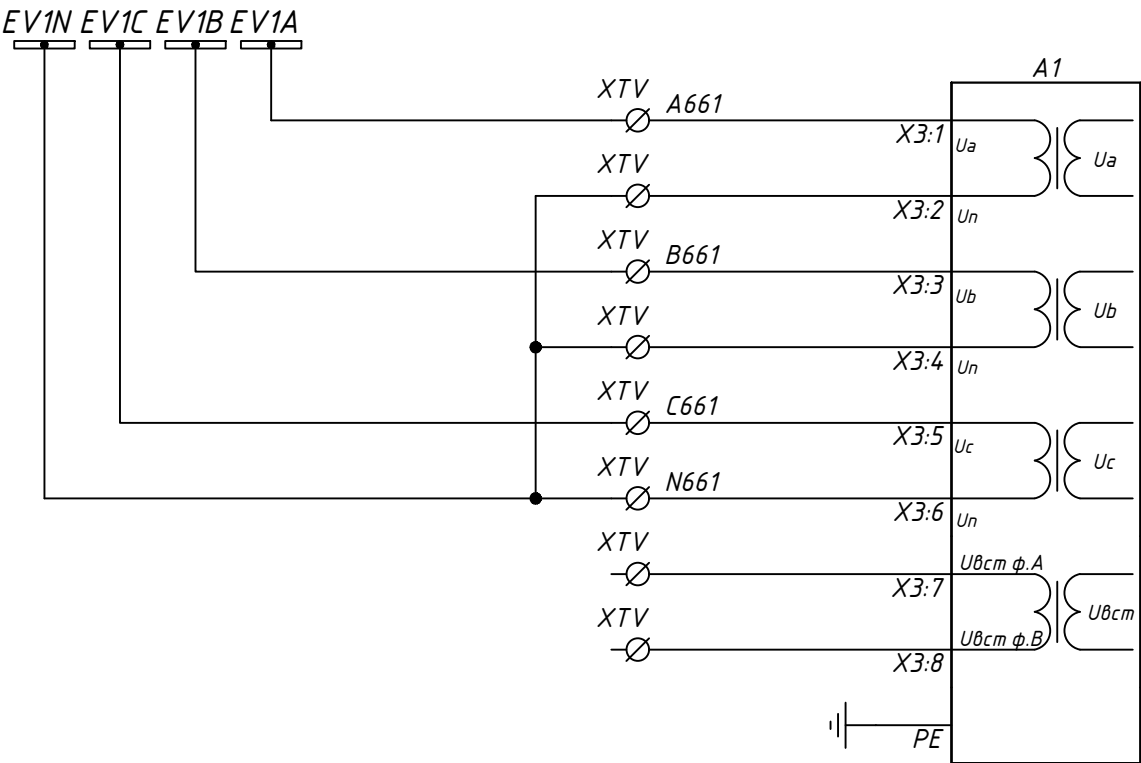 EV1N EV1C EV1B EV1A
A1
XTV
A661
X3:1
Ua
Ua
XTV
X3:2
Un
XTV
B661
X3:3
Ub
Ub
XTV
X3:4
Un
XTV
C661
X3:5
Uc
Uc
XTV
N661
X3:6
Un
XTV
Uвст ф.А
X3:7
Uвст
XTV
Uвст ф.В
X3:8
PE